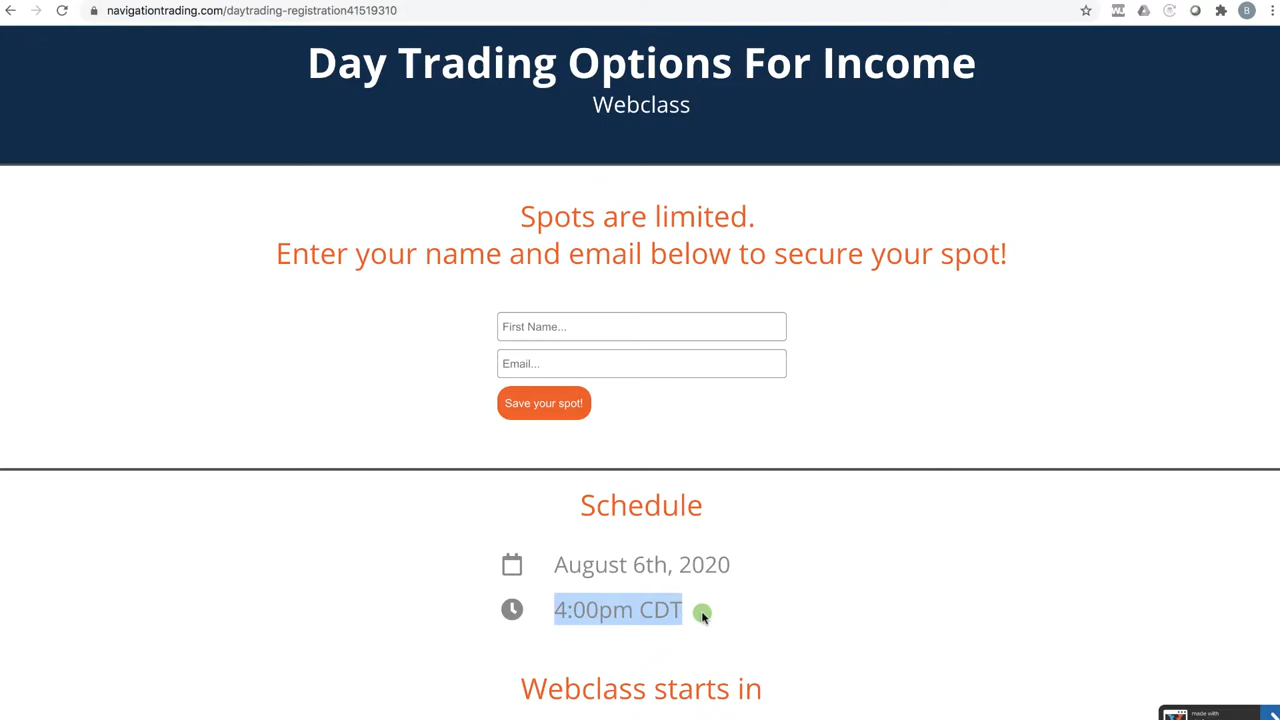 navigationtrading.com/daytrading-registration41519310
B
Day Trading Options For Income
Webclass
Spots are limited.
Enter your name and email below to secure your spot!
First Name...
Email...
Save your spot!
Schedule
August 6th, 2020
4:00pm CDT
Webclass starts in
made with